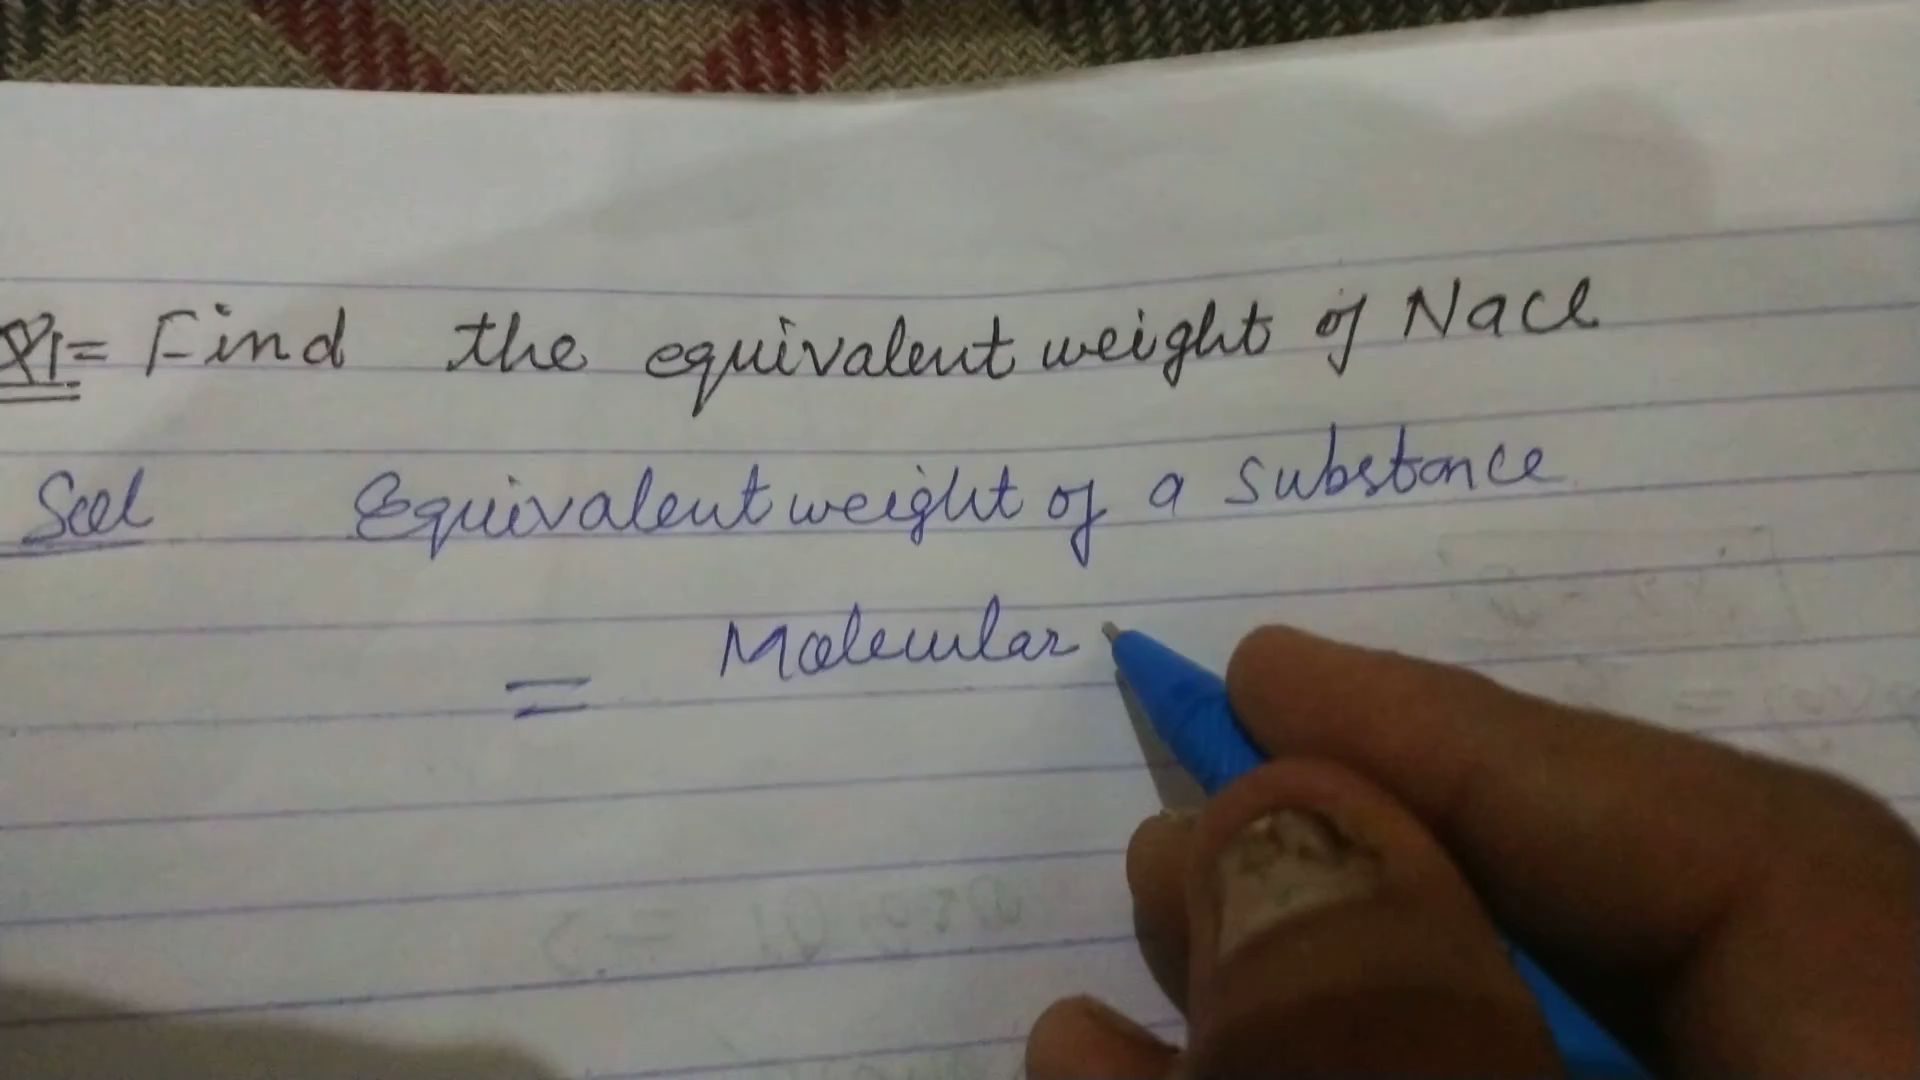 Q1= Find the equivalent weight of NaCl
Sol Equivalent weight of a substance
= Molecular